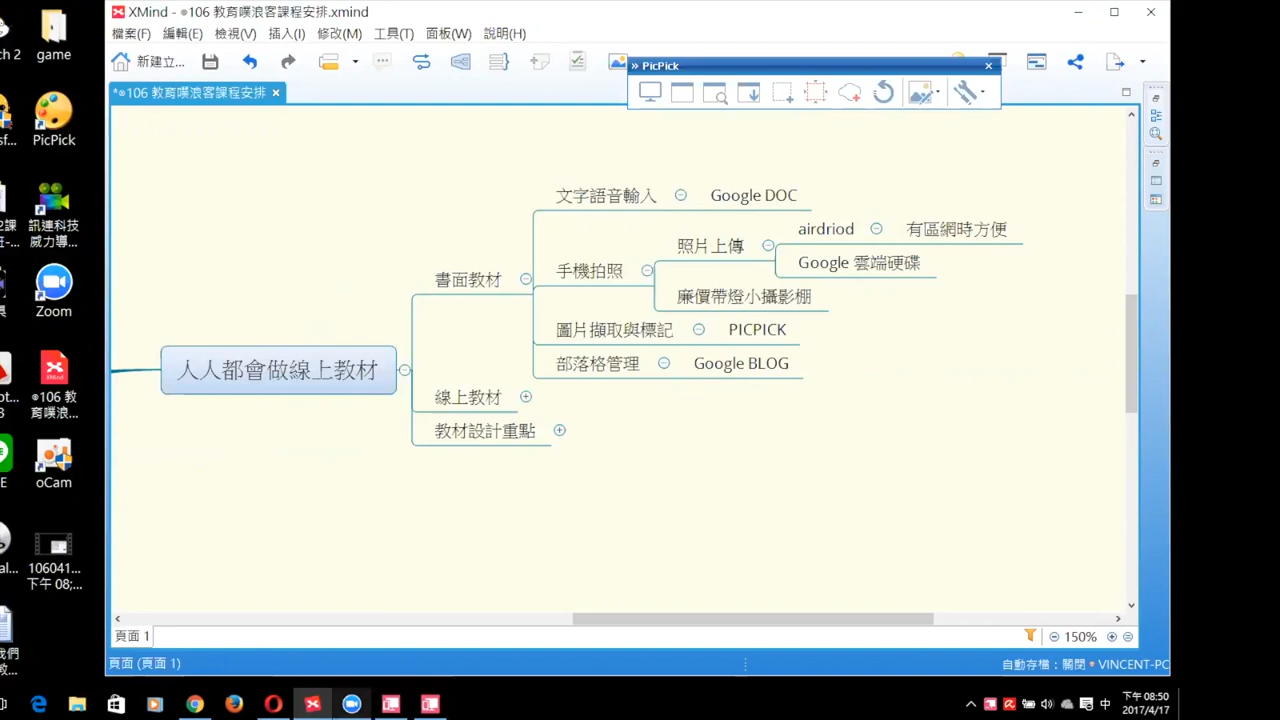 XMind - ⊛106 教育噗浪客課程安排.xmind
檔案(F) 編輯(E) 檢視(V) 插入(I) 修改(M) 工具(T) 面板(W) 說明(H)
新建立...
PicPick
*⊛106 教育噗浪客課程安排
文字語音輸入
Google DOC
airdriod
有區網時方便
照片上傳
Google 雲端硬碟
手機拍照
書面教材
廉價帶燈小攝影棚
圖片擷取與標記
PICPICK
部落格管理
Google BLOG
人人都會做線上教材
線上教材
教材設計重點
頁面 1
150%
頁面 (頁面 1)
自動存檔：關閉
VINCENT-PC
ch 2
game
PicPick
訊連科技
威力導...
Zoom
⊛106 教
育噗浪...
oCam
106041...
下午 08;...
中
下午 08:50
2017/4/17